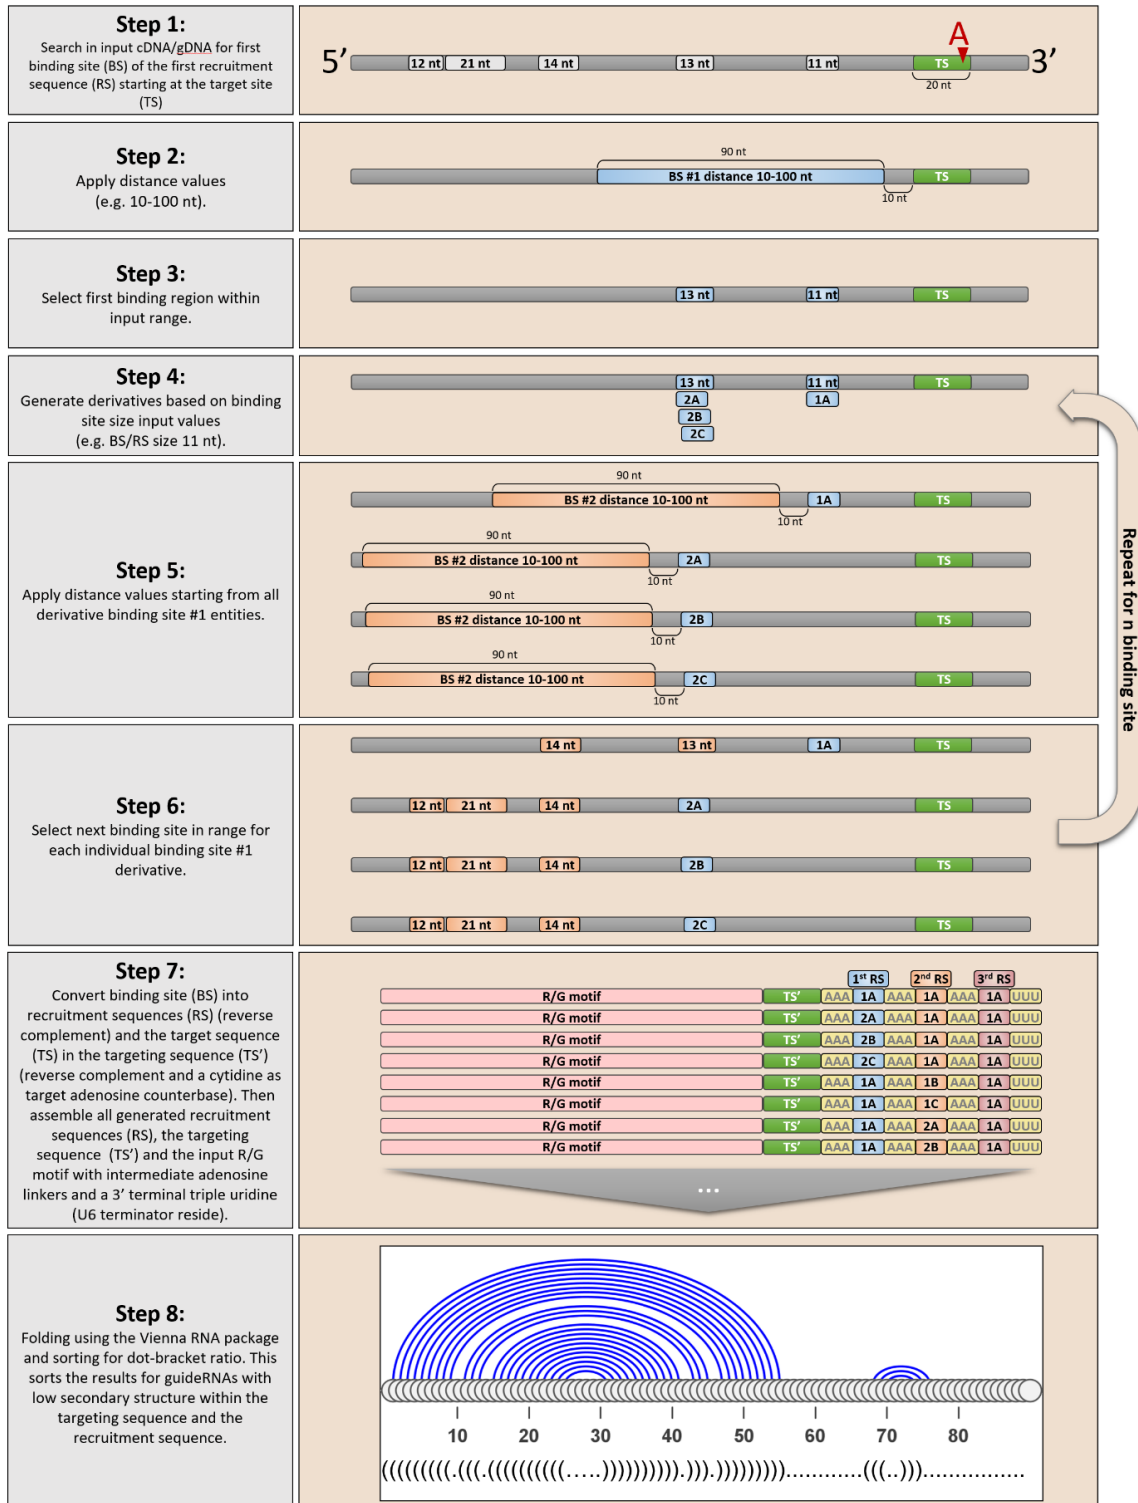 Step 1:
Search in input cDNA/gDNA for first
binding site (BS) of the first recruitment
sequence (RS) starting at the target site
(TS)
A
5’ 12 nt 21 nt 14 nt 13 nt 11 nt TS 3’
20 nt
Step 2:
Apply distance values
(e.g. 10-100 nt).
90 nt
BS #1 distance 10-100 nt TS
10 nt
Step 3:
Select first binding region within
input range.
13 nt 11 nt TS
Step 4:
Generate derivatives based on binding
site size input values
(e.g. BS/RS size 11 nt).
13 nt 11 nt TS
2A 1A
2B
2C
Step 5:
Apply distance values starting from all
derivative binding site #1 entities.
90 nt
BS #2 distance 10-100 nt 1A TS
10 nt
90 nt
BS #2 distance 10-100 nt 2A TS
10 nt
90 nt
BS #2 distance 10-100 nt 2B TS
10 nt
90 nt
BS #2 distance 10-100 nt 2C TS
10 nt
Repeat for n binding site
Step 6:
Select next binding site in range for
each individual binding site #1
derivative.
14 nt 13 nt 1A TS
12 nt 21 nt 14 nt 2A TS
12 nt 21 nt 14 nt 2B TS
12 nt 21 nt 14 nt 2C TS
Step 7:
Convert binding site (BS) into
recruitment sequences (RS) (reverse
complement) and the target sequence
(TS) in the targeting sequence (TS’)
(reverse complement and a cytidine as
target adenosine counterbase). Then
assemble all generated recruitment
sequences (RS), the targeting
sequence (TS’) and the input R/G
motif with intermediate adenosine
linkers and a 3’ terminal triple uridine
(U6 terminator reside).
1st RS 2nd RS 3rd RS
R/G motif TS’ AAA 1A AAA 1A AAA 1A UUU
R/G motif TS’ AAA 2A AAA 1A AAA 1A UUU
R/G motif TS’ AAA 2B AAA 1A AAA 1A UUU
R/G motif TS’ AAA 2C AAA 1A AAA 1A UUU
R/G motif TS’ AAA 1A AAA 1B AAA 1A UUU
R/G motif TS’ AAA 1A AAA 1C AAA 1A UUU
R/G motif TS’ AAA 1A AAA 2A AAA 1A UUU
R/G motif TS’ AAA 1A AAA 2B AAA 1A UUU
...
Step 8:
Folding using the Vienna RNA package
and sorting for dot-bracket ratio. This
sorts the results for guideRNAs with
low secondary structure within the
targeting sequence and the
recruitment sequence.
10 20 30 40 50 60 70 80
(((((((((.(((.((((((((((.....)))))))))).))).)))))))))............(((..)))................